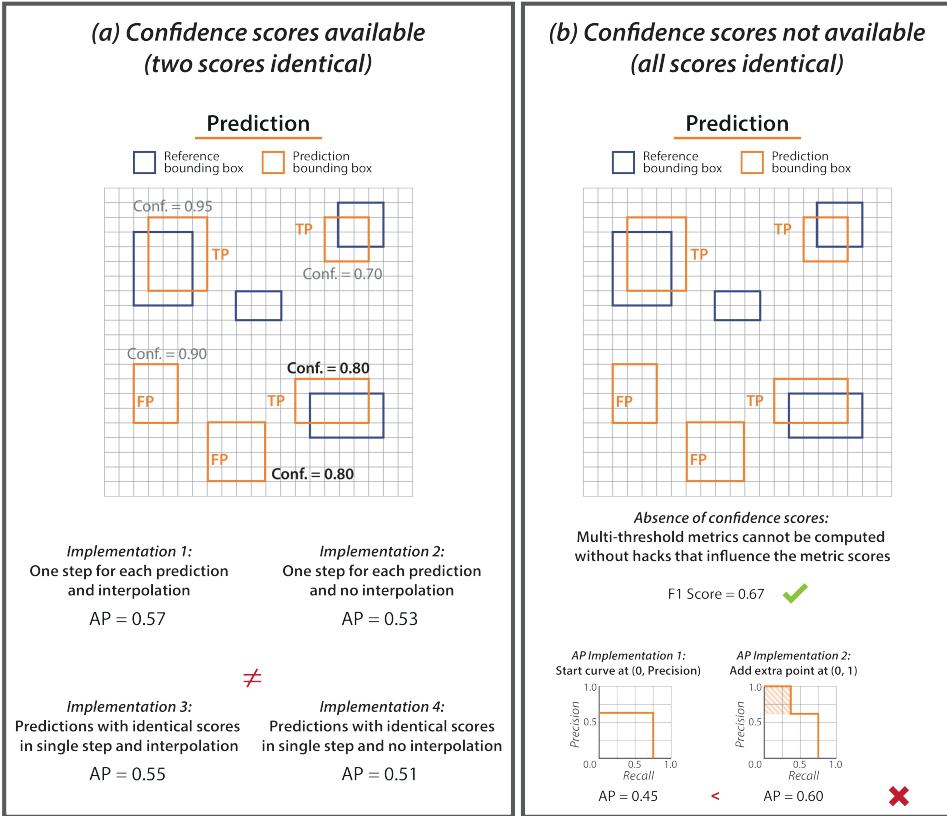 (a) Confidence scores available
(two scores identical)
Prediction
Reference
bounding box
Prediction
bounding box
Conf. = 0.95
TP
TP
Conf. = 0.70
Conf. = 0.90
FP
Conf. = 0.80
TP
FP
Conf. = 0.80
Implementation 1:
One step for each prediction
and interpolation
AP = 0.57
Implementation 2:
One step for each prediction
and no interpolation
AP = 0.53
≠
Implementation 3:
Predictions with identical scores
in single step and interpolation
AP = 0.55
Implementation 4:
Predictions with identical scores
in single step and no interpolation
AP = 0.51
(b) Confidence scores not available
(all scores identical)
Prediction
Reference
bounding box
Prediction
bounding box
TP
TP
FP
TP
FP
Absence of confidence scores:
Multi-threshold metrics cannot be computed
without hacks that influence the metric scores
F1 Score = 0.67
AP Implementation 1:
Start curve at (0, Precision)
1.0
0.5
Precision
0.0 0.5 1.0
Recall
AP = 0.45
<
AP Implementation 2:
Add extra point at (0, 1)
1.0
0.5
Precision
0.0 0.5 1.0
Recall
AP = 0.60